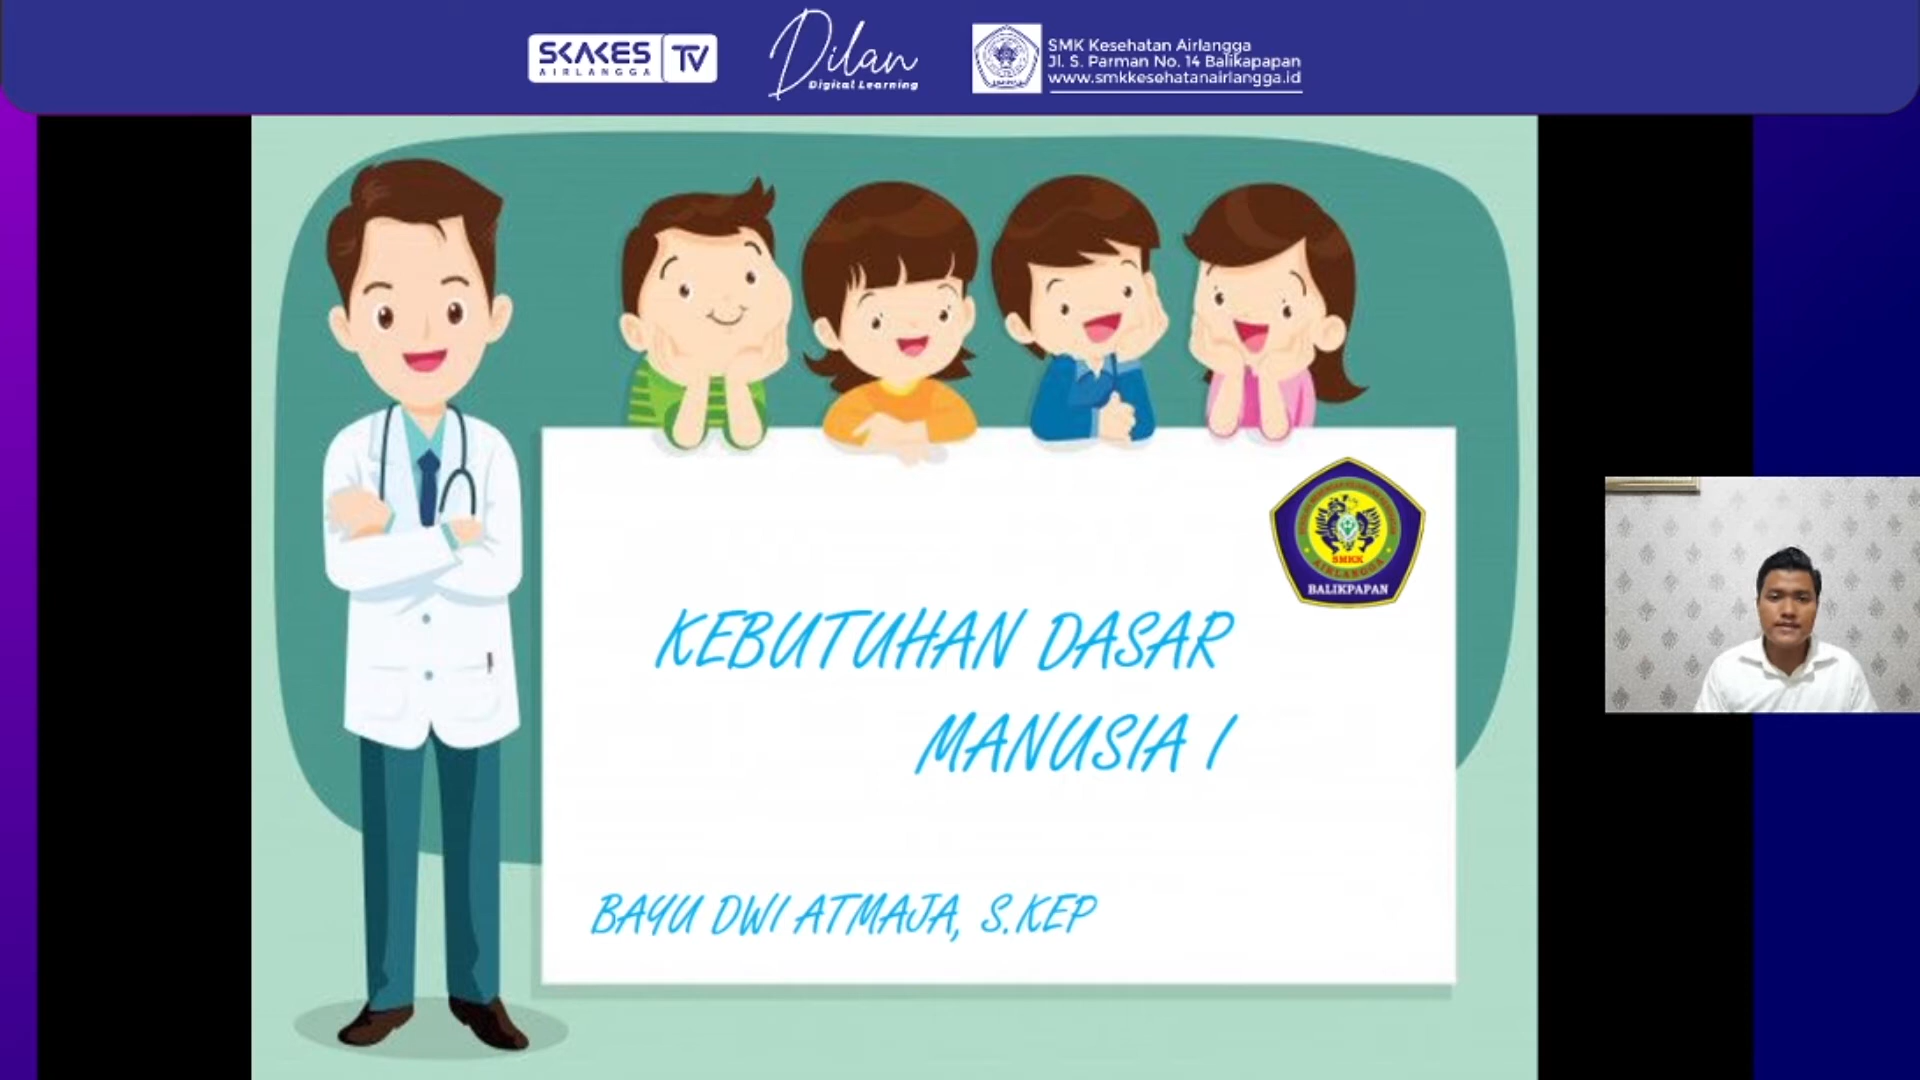 SKAKES TV
AIRLANGGA
Dilan
Digital Learning
SMK Kesehatan Airlangga
Jl. S. Parman No. 14 Balikapapan
www.smkkesehatanairlangga.id
SMKK
AIRLANGGA
BALIKPAPAN
KEBUTUHAN DASAR
MANUSIA I
BAYU DWI ATMAJA, S.KEP